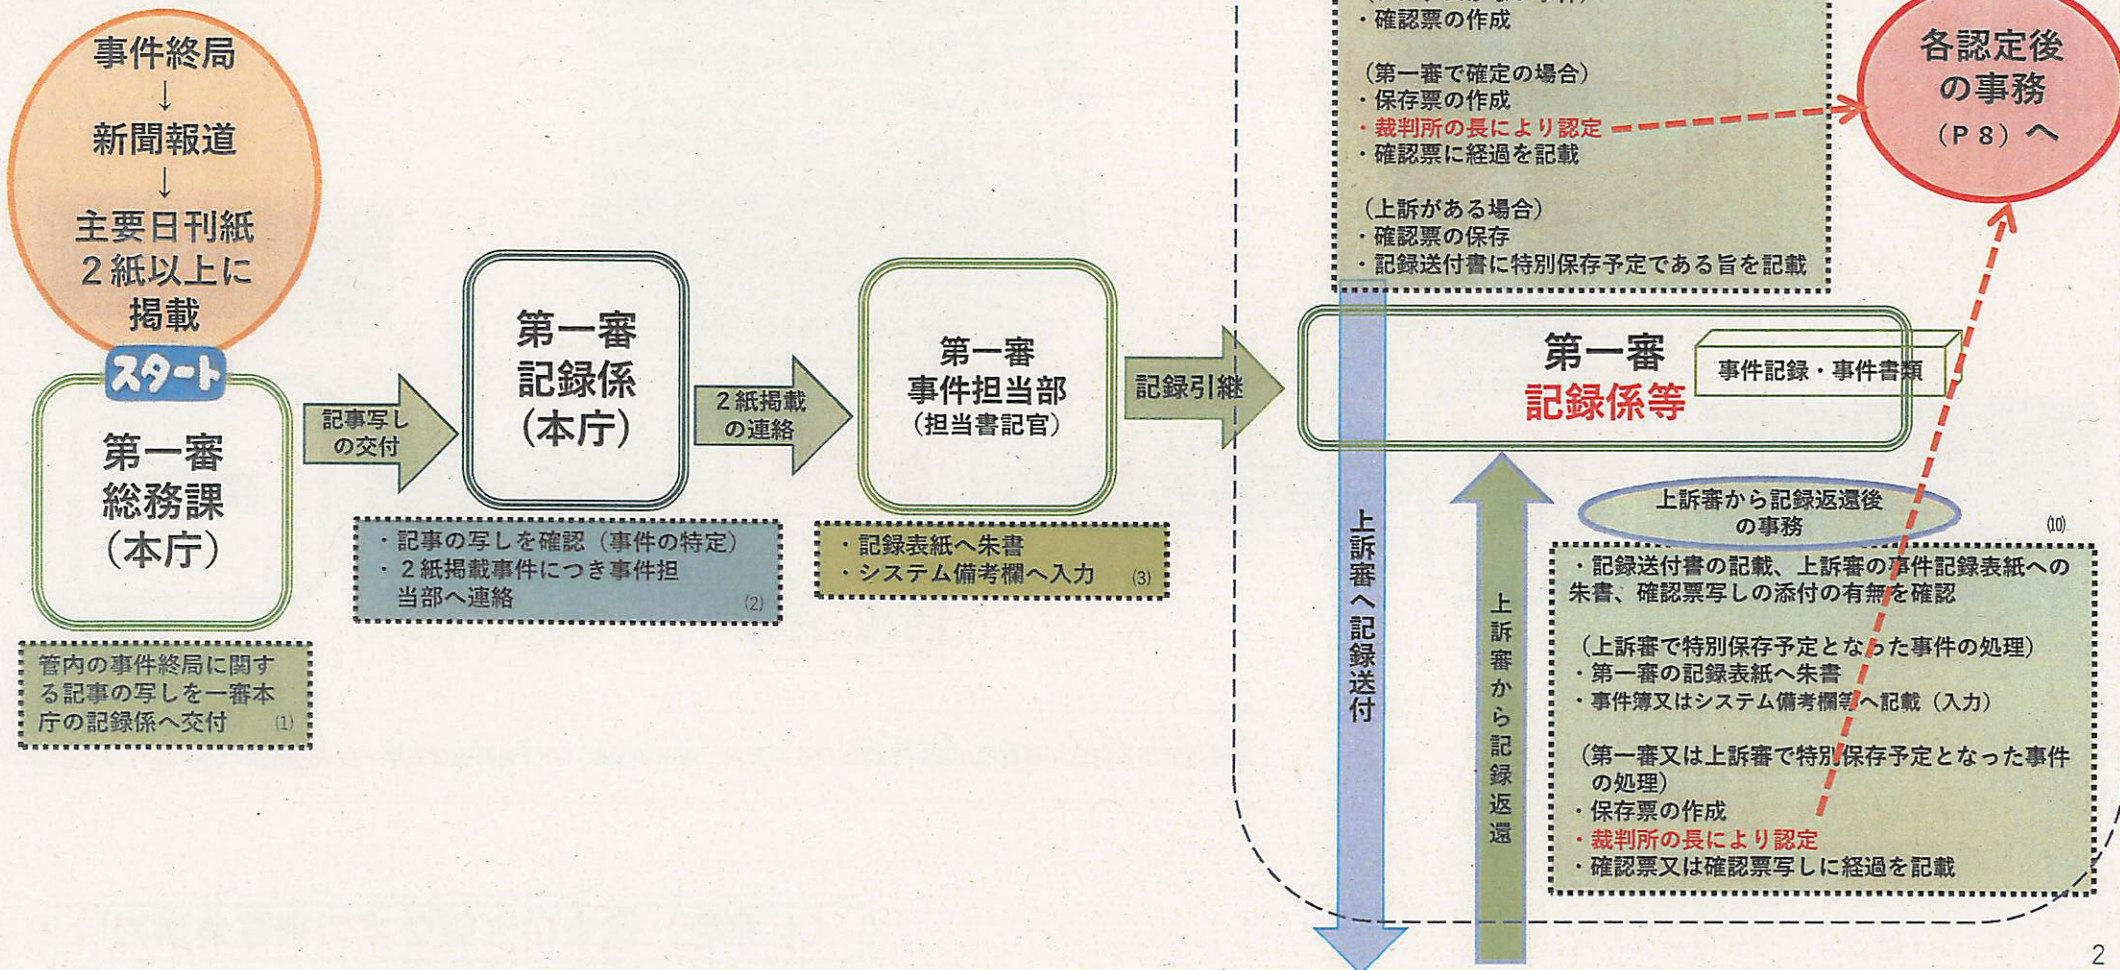 事件終局
↓
新聞報道
↓
主要日刊紙
2紙以上に
掲載
スタート
第一審
総務課
(本庁)
管内の事件終局に関す
る記事の写しを一審本
庁の記録係へ交付 (1)
記事写し
の交付
第一審
記録係
(本庁)
・記事の写しを確認(事件の特定)
・2紙掲載事件につき事件担
当部へ連絡 (2)
2紙掲載
の連絡
第一審
事件担当部
(担当書記官)
・記録表紙へ朱書
・システム備考欄へ入力 (3)
記録引継
・確認票の作成
(第一審で確定の場合)
・保存票の作成
・裁判所の長により認定
・確認票に経過を記載
(上訴がある場合)
・確認票の保存
・記録送付書に特別保存予定である旨を記載
各認定後
の事務
(P8)へ
第一審
記録係等
事件記録・事件書類
上訴審へ記録送付
上訴審から記録返還
上訴審から記録返還後
の事務
(10)
・記録送付書の記載、上訴審の事件記録表紙への
朱書、確認票写しの添付の有無を確認
(上訴審で特別保存予定となった事件の処理)
・第一審の記録表紙へ朱書
・事件簿又はシステム備考欄等へ記載(入力)
(第一審又は上訴審で特別保存予定となった事件
の処理)
・保存票の作成
・裁判所の長により認定
・確認票又は確認票写しに経過を記載
2